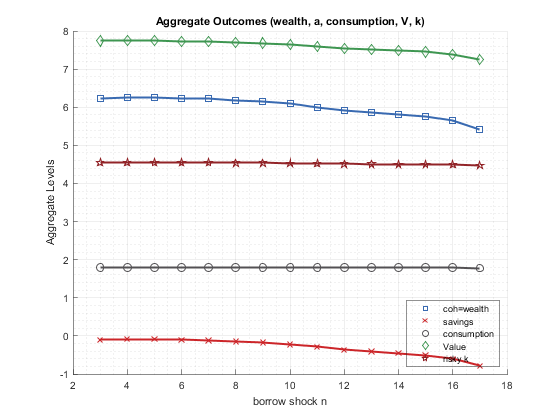 Aggregate Outcomes (wealth, a, consumption, V, k)
8
7
6
5
4
3
2
1
0
-1
Aggregate Levels
2
4
6
8
10
12
14
16
18
borrow shock n
coh=wealth
savings
consumption
Value
risky k